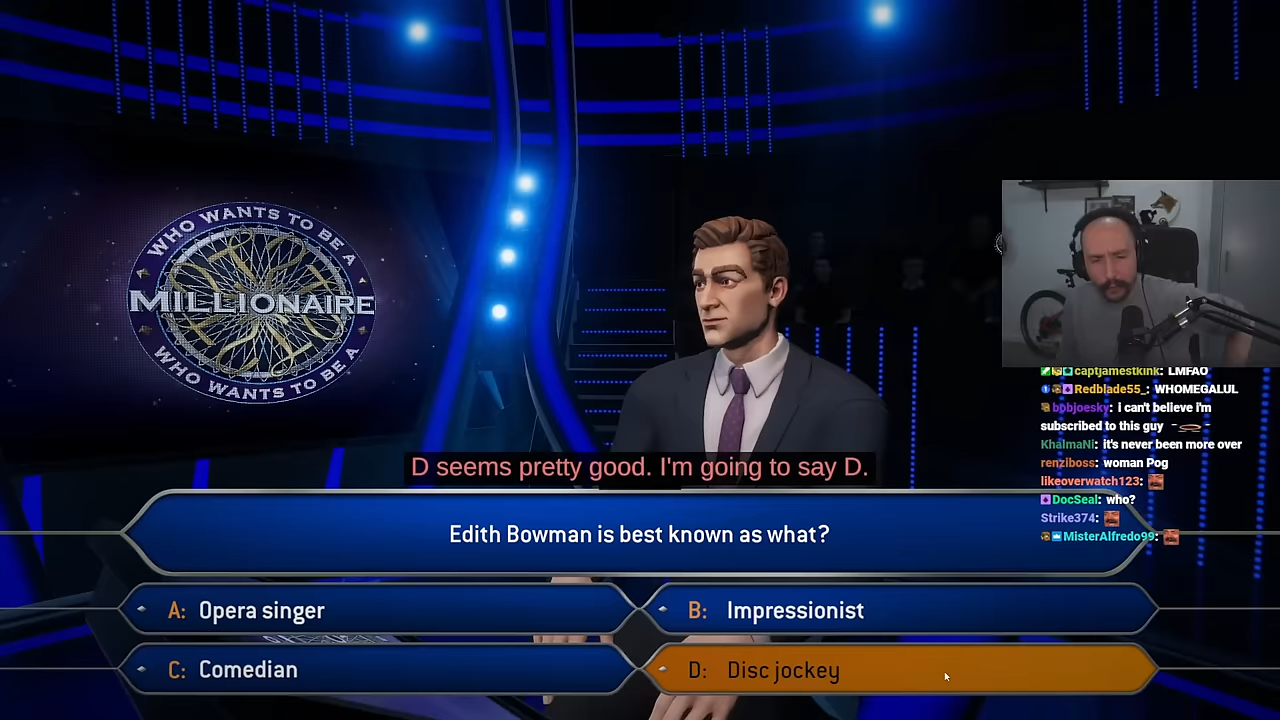 WHO WANTS TO BE A
MILLIONAIRE
WHO WANTS TO BE A
captjamestkink: LMFAO
Redblade55_: WHOMEGALUL
bobjoesky: I can't believe I'm
subscribed to this guy
KhalmaNi: it's never been more over
renziboss: woman Pog
likeoverwatch123:
DocSeal: who?
Strike374:
MisterAlfredo99:
D seems pretty good. I'm going to say D.
Edith Bowman is best known as what?
A: Opera singer
B: Impressionist
C: Comedian
D: Disc jockey